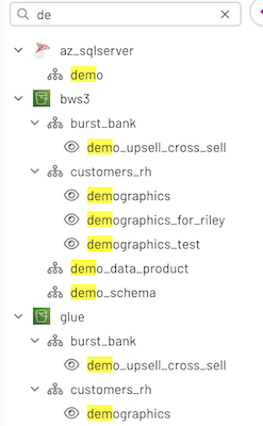 de
az_sqlserver
demo
bws3
burst_bank
demo_upsell_cross_sell
customers_rh
demographics
demographics_for_riley
demographics_test
demo_data_product
demo_schema
glue
burst_bank
demo_upsell_cross_sell
customers_rh
demographics